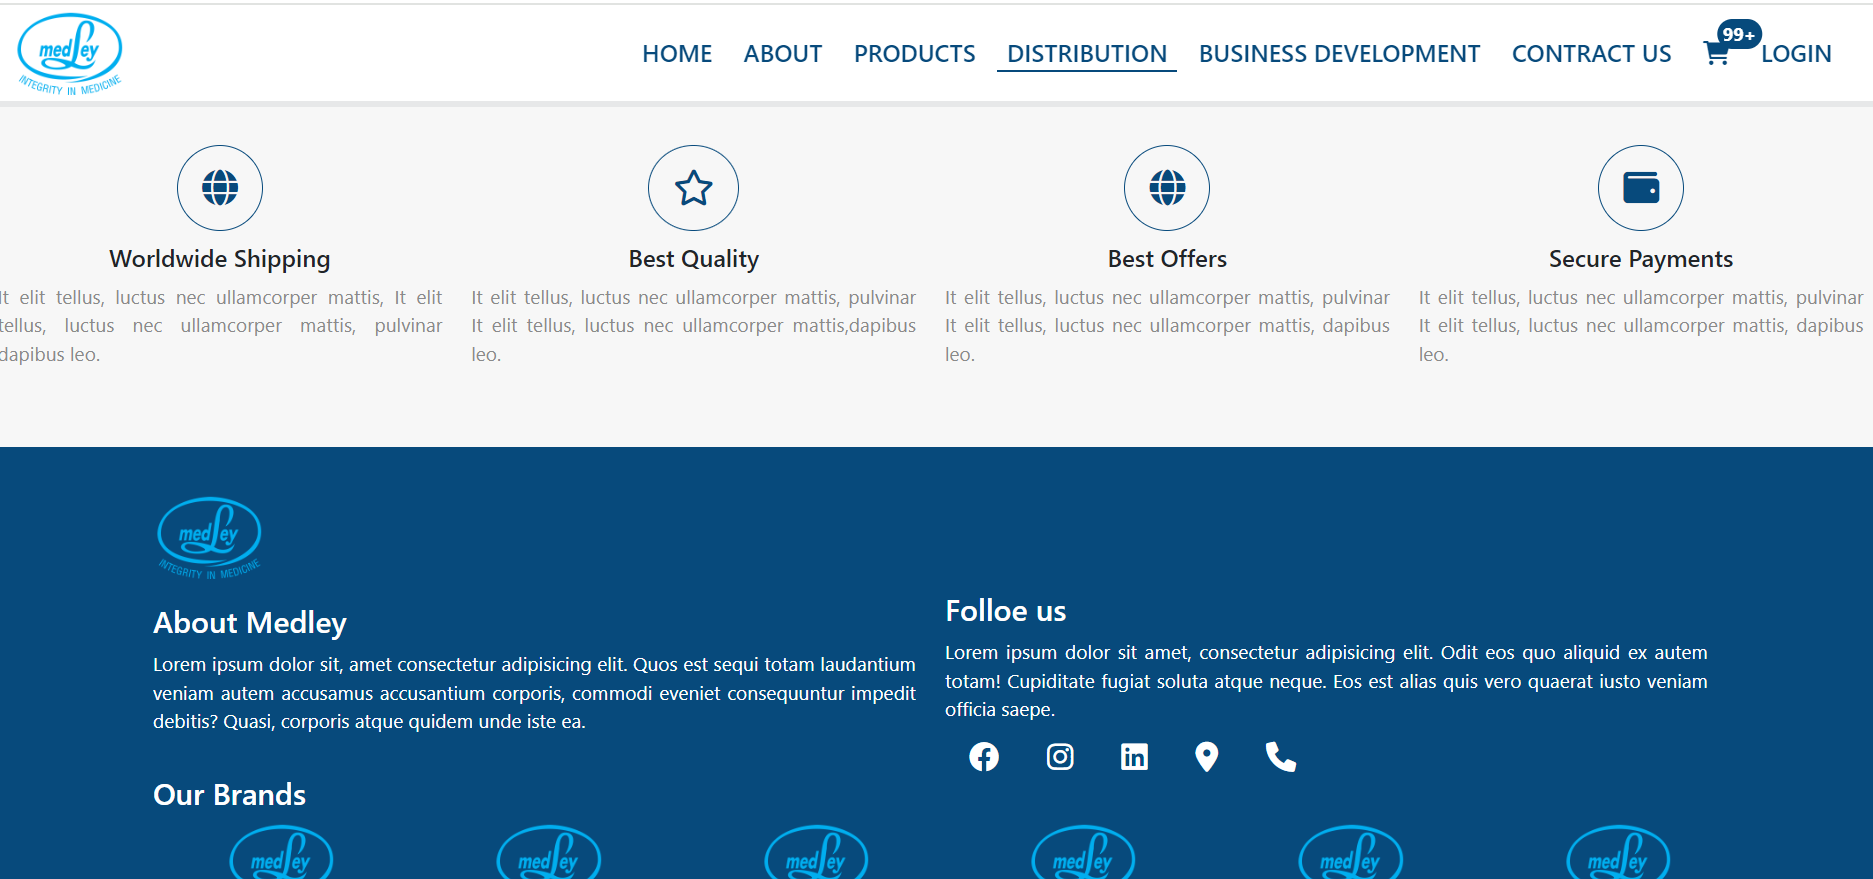 medley
INTEGRITY IN MEDICINE
HOME ABOUT PRODUCTS DISTRIBUTION BUSINESS DEVELOPMENT CONTRACT US 99+ LOGIN
Worldwide Shipping
It elit tellus, luctus nec ullamcorper mattis, It elit
tellus, luctus nec ullamcorper mattis, pulvinar
dapibus leo.
Best Quality
It elit tellus, luctus nec ullamcorper mattis, pulvinar
It elit tellus, luctus nec ullamcorper mattis,dapibus
leo.
Best Offers
It elit tellus, luctus nec ullamcorper mattis, pulvinar
It elit tellus, luctus nec ullamcorper mattis, dapibus
leo.
Secure Payments
It elit tellus, luctus nec ullamcorper mattis, pulvinar
It elit tellus, luctus nec ullamcorper mattis, dapibus
leo.
medley
INTEGRITY IN MEDICINE
About Medley
Lorem ipsum dolor sit, amet consectetur adipisicing elit. Quos est sequi totam laudantium
veniam autem accusamus accusantium corporis, commodi eveniet consequuntur impedit
debitis? Quasi, corporis atque quidem unde iste ea.
Folloe us
Lorem ipsum dolor sit amet, consectetur adipisicing elit. Odit eos quo aliquid ex autem
totam! Cupiditate fugiat soluta atque neque. Eos est alias quis vero quaerat iusto veniam
officia saepe.
Our Brands
medley medley medley medley medley medley